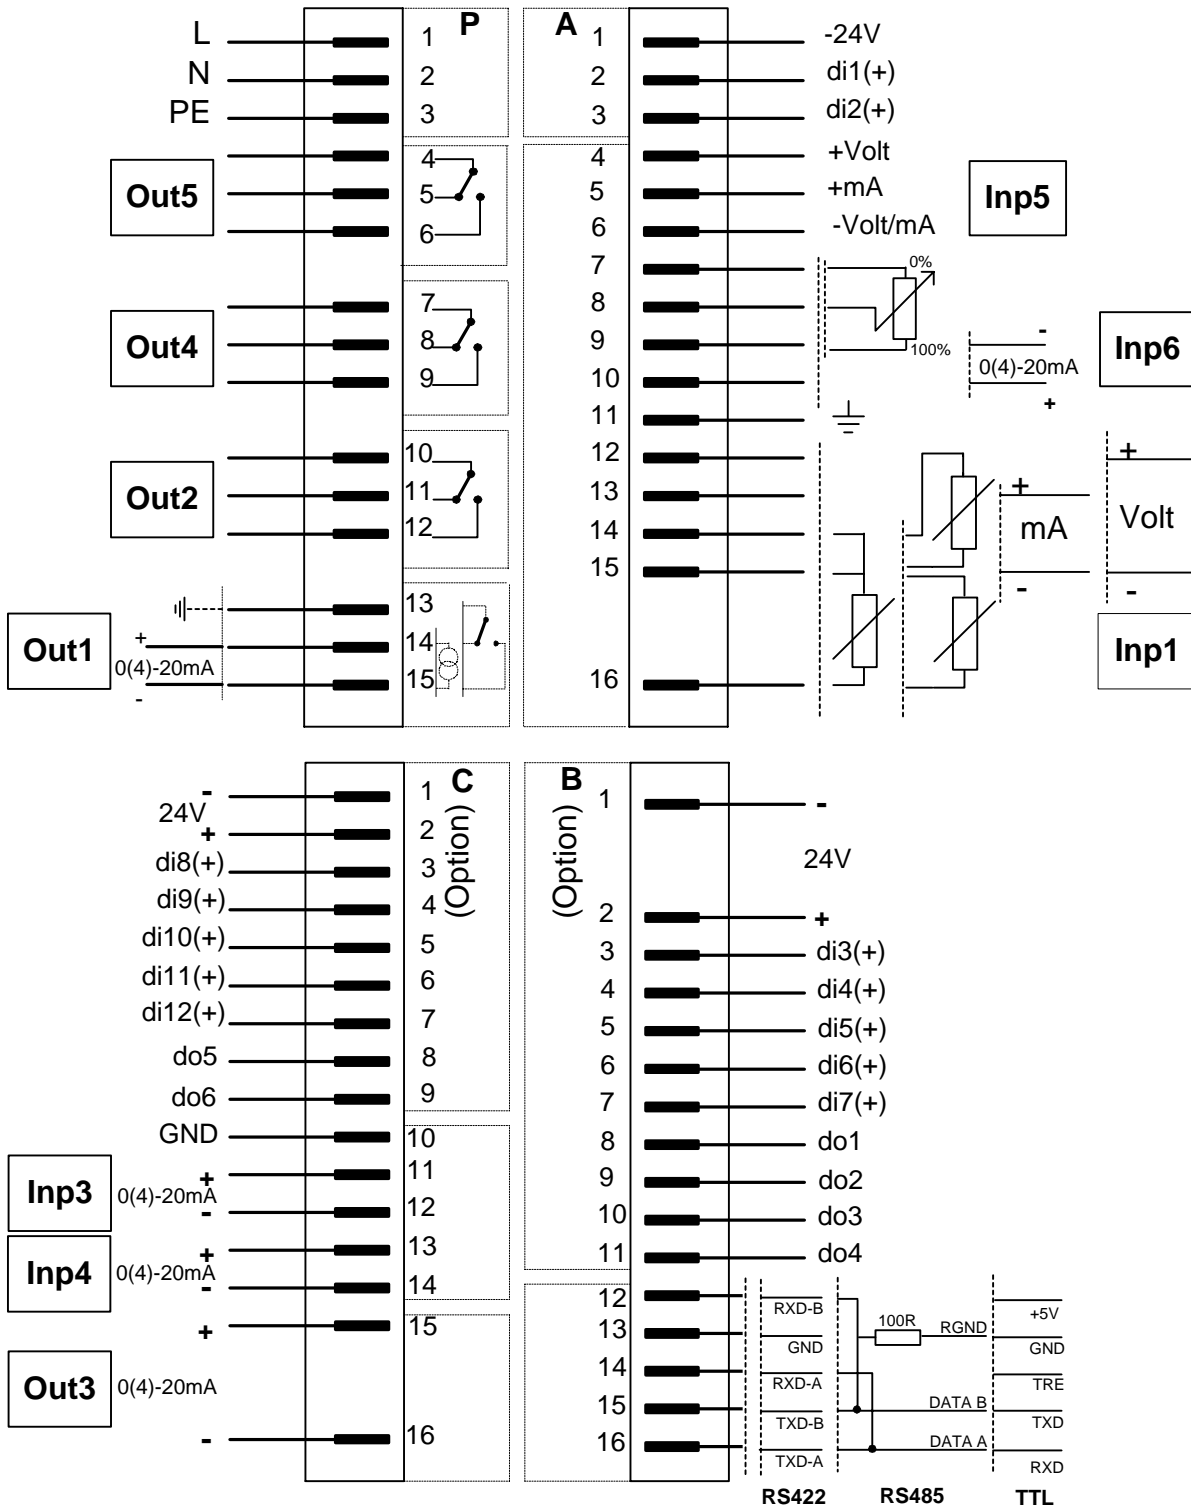 L 1 P A 1 -24V
N 2 2 di1(+)
PE 3 3 di2(+)
4 4 +Volt
Out5 5 5 +mA Inp5
6 6 -Volt/mA
7 0%
7 8
Out4 8 9 100% - Inp6
9 10 0(4)-20mA
+
11
10 12 +
Out2 11 13 + mA Volt
12 14
15 - -
13
Out1 + 14 Inp1
0(4)-20mA
- 15 16
- 1 C B 1 -
24V (Option) (Option) 24V
+ 2
di8(+) 3
di9(+) 4 2 +
di10(+) 5 3 di3(+)
di11(+) 6 4 di4(+)
di12(+) 7 5 di5(+)
do5 8 6 di6(+)
do6 9 7 di7(+)
GND 10 8 do1
Inp3 + 11 9 do2
0(4)-20mA
- 12 10 do3
Inp4 + 13 11 do4
0(4)-20mA
- 14 12 RXD-B +5V
+ 15 13 GND 100R RGND GND
Out3 0(4)-20mA 14 RXD-A TRE
15 TXD-B DATA B TXD
- 16 16 TXD-A DATA A RXD
RS422 RS485 TTL